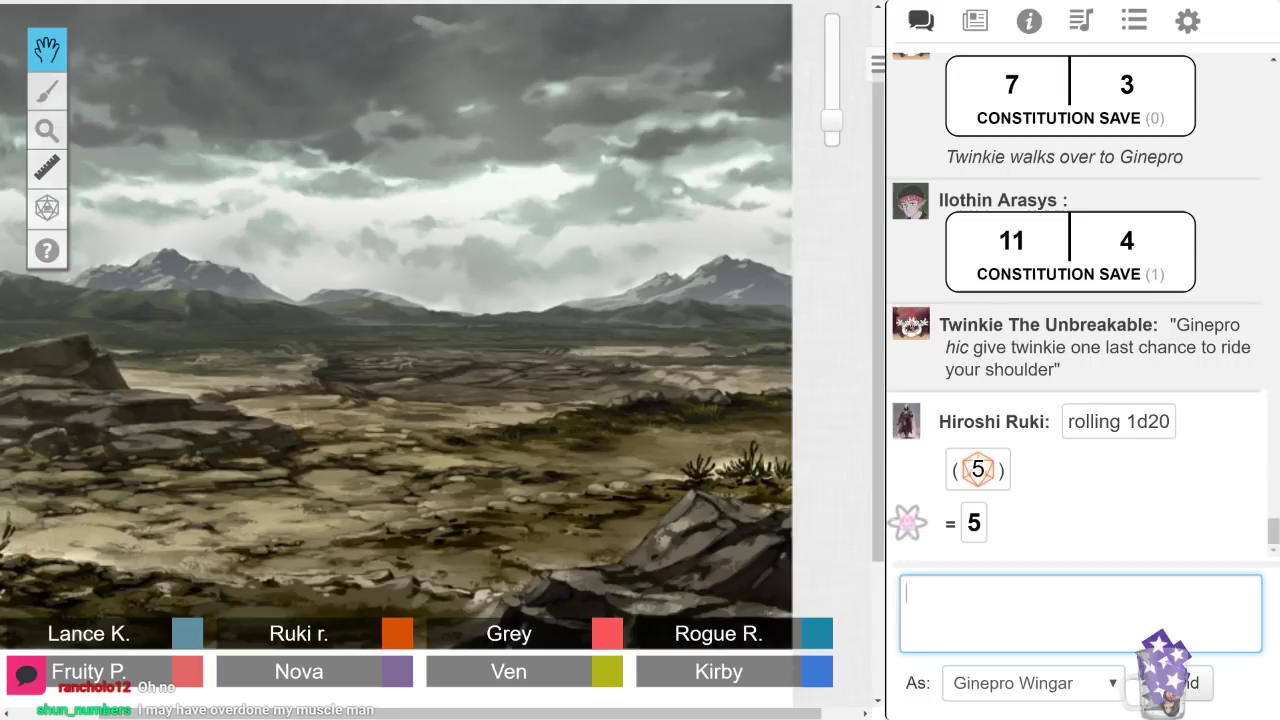 7
3
CONSTITUTION SAVE (0)
Twinkie walks over to Ginepro
Ilothin Arasys :
11
4
CONSTITUTION SAVE (1)
Twinkie The Unbreakable: "Ginepro
hic give twinkie one last chance to ride
your shoulder"
Hiroshi Ruki: rolling 1d20
(5)
= 5
As: Ginepro Wingar
Lance K.
Ruki r.
Grey
Rogue R.
Fruity P.
Nova
Ven
Kirby
rancholo12 Oh no
shun_numbers I may have overdone my muscle man